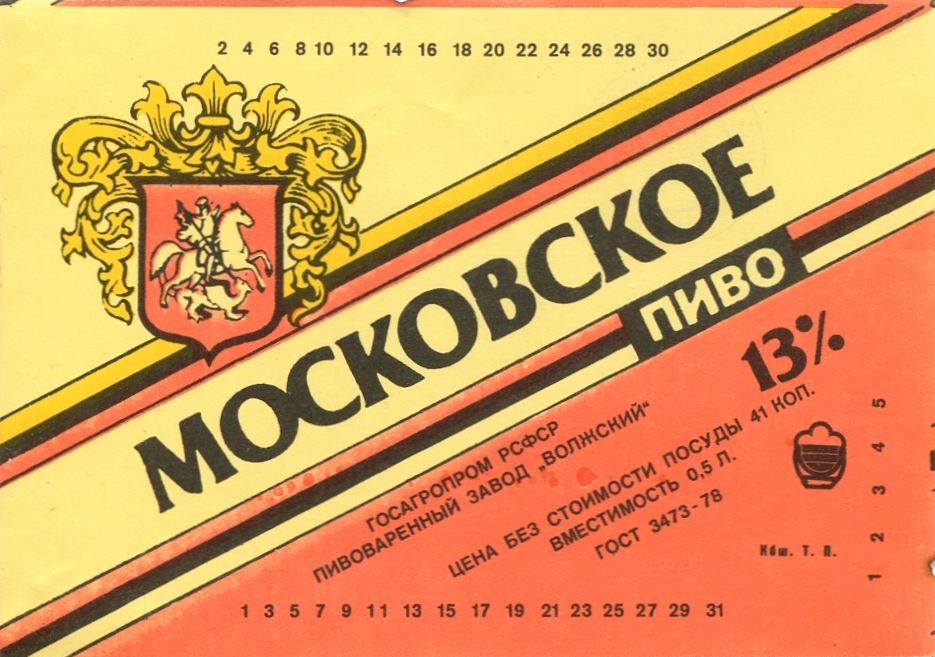 2 4 6 8 10 12 14 16 18 20 22 24 26 28 30
МОСКОВСКОЕ
ПИВО
13%
ГОСАГРОПРОМ РСФСР
ПИВОВАРЕННЫЙ ЗАВОД „ВОЛЖСКИЙ“
ЦЕНА БЕЗ СТОИМОСТИ ПОСУДЫ 41 КОП.
ВМЕСТИМОСТЬ 0,5 Л.
ГОСТ 3473-78
Кбш. Т. П.
1 2 3 4 5
1 3 5 7 9 11 13 15 17 19 21 23 25 27 29 31